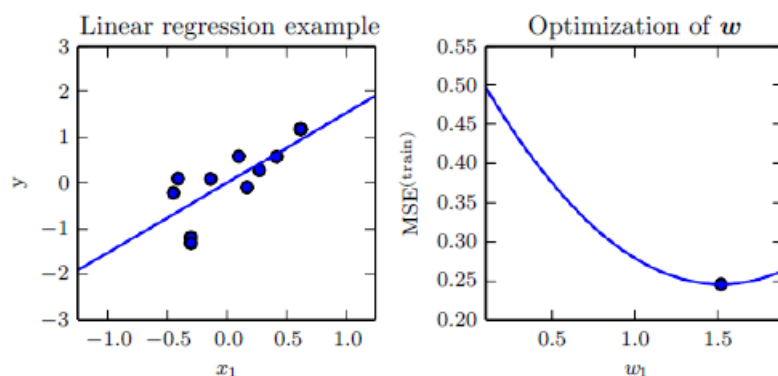 Linear regression example
3
2
1
0
−1
−2
−3
y
−1.0 −0.5 0.0 0.5 1.0
x₁
Optimization of w
0.55
0.50
0.45
0.40
0.35
0.30
0.25
0.20
MSE⁽ᵗʳᵃⁱⁿ⁾
0.5 1.0 1.5
w₁